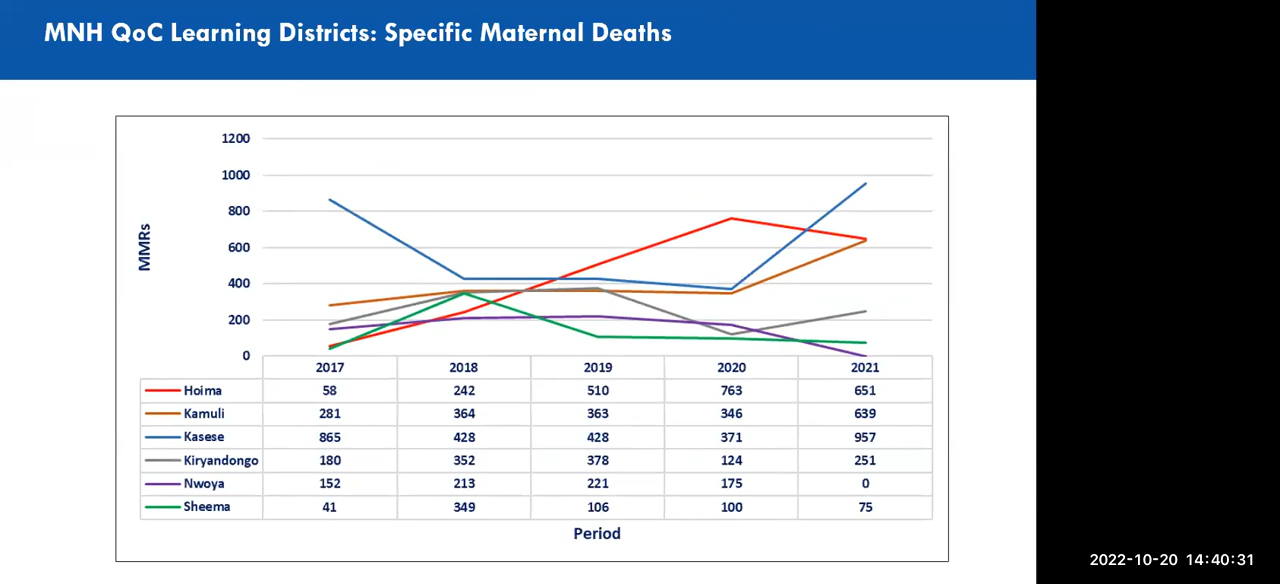 MNH QoC Learning Districts: Specific Maternal Deaths
1200
1000
800
600
400
200
0
MMRs
2017 2018 2019 2020 2021
Hoima 58 242 510 763 651
Kamuli 281 364 363 346 639
Kasese 865 428 428 371 957
Kiryandongo 180 352 378 124 251
Nwoya 152 213 221 175 0
Sheema 41 349 106 100 75
Period
2022-10-20 14:40:31